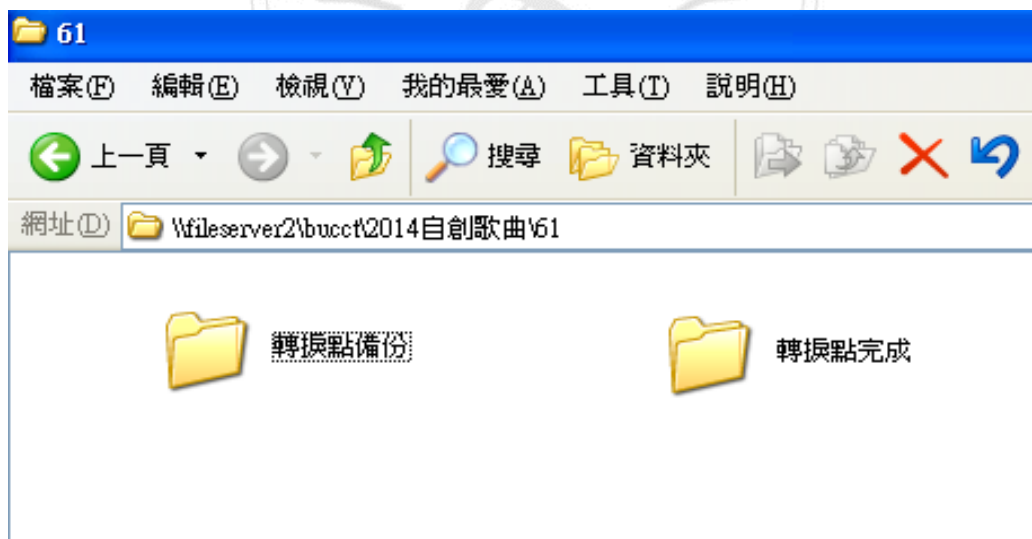 61
檔案(F) 編輯(E) 檢視(V) 我的最愛(A) 工具(T) 說明(H)
上一頁 搜尋 資料夾
網址(D) \\fileserver2\bucct\2014自創歌曲\61
轉捩點備份 轉捩點完成